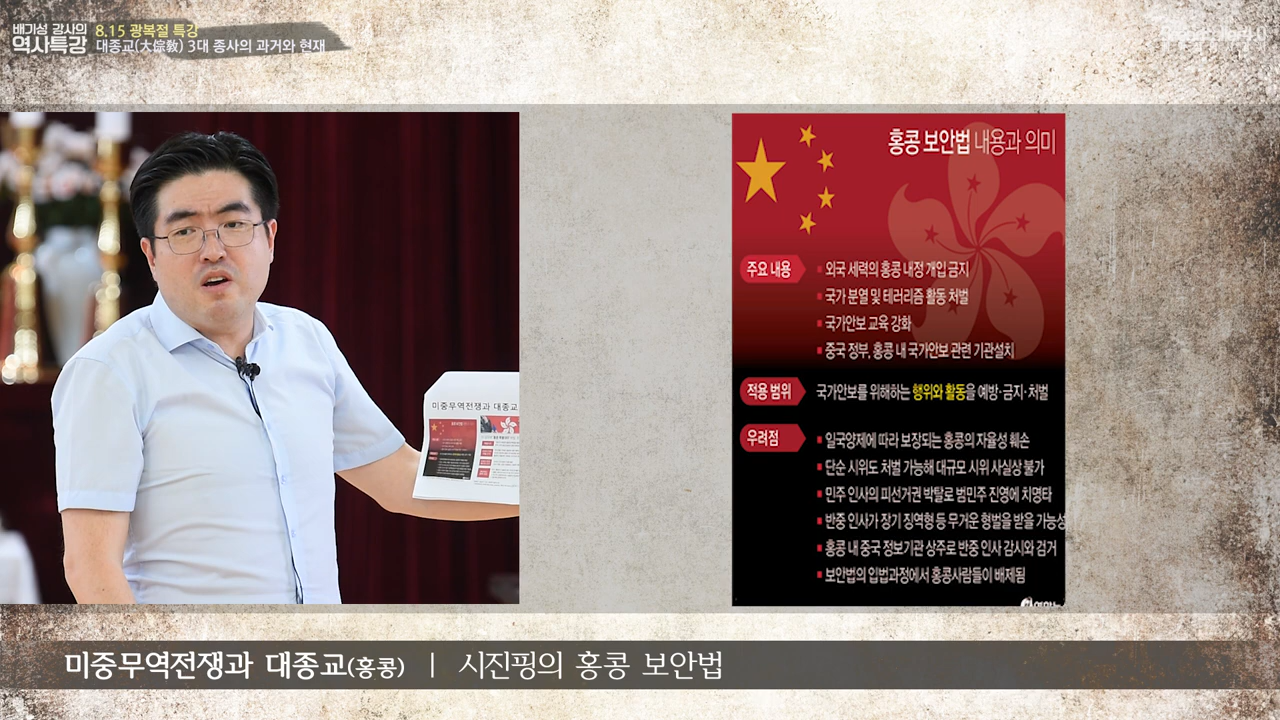 배기성 강사의
역사특강
8.15 광복절 특강
대종교(大倧敎) 3대 종사의 과거와 현재
홍콩 보안법 내용과 의미
주요 내용
외국 세력의 홍콩 내정 개입 금지
국가 분열 및 테러리즘 활동 처벌
국가안보 교육 강화
중국 정부, 홍콩 내 국가안보 관련 기관설치
적용 범위
국가안보를 위해하는 행위와 활동을 예방·금지·처벌
우려점
일국양제에 따라 보장되는 홍콩의 자율성 훼손
단순 시위도 처벌 가능해 대규모 시위 사실상 불가
민주 인사의 피선거권 박탈로 범민주 진영에 치명타
반중 인사가 장기 징역형 등 무거운 형벌을 받을 가능성
홍콩 내 중국 정보기관 상주로 반중 인사 감시와 검거
보안법의 입법과정에서 홍콩사람들이 배제됨
미중무역전쟁과 대종교
미중무역전쟁과 대종교(홍콩) | 시진핑의 홍콩 보안법